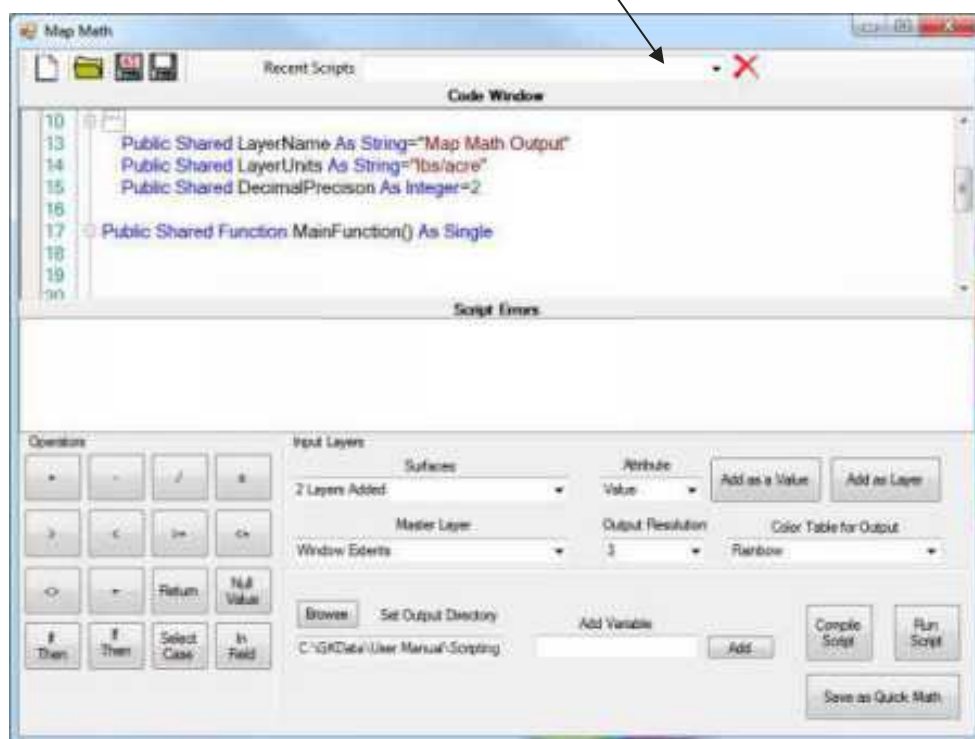 Map Math
Recent Scripts
Code Window
10
13 Public Shared LayerName As String="Map Math Output"
14 Public Shared LayerUnits As String="lbs/acre"
15 Public Shared DecimalPrecison As Integer=2
16
17 Public Shared Function MainFunction() As Single
18
19
20
Script Errors
Operators
Input Layers
Surfaces
Attribute
+ - /
2 Layers Added
Value
Add as a Value
Add as Layer
Master Layer
Output Resolution
Color Table for Output
> < >= <=
Window Extents
3
Rainbow
<> Return Null Value
Browse
Set Output Directory
Add Variable
Compile Script
Run Script
If Then
If Then
Select Case
In Field
C:\GKData\User Manual\Scripting
Add
Save as Quick Math